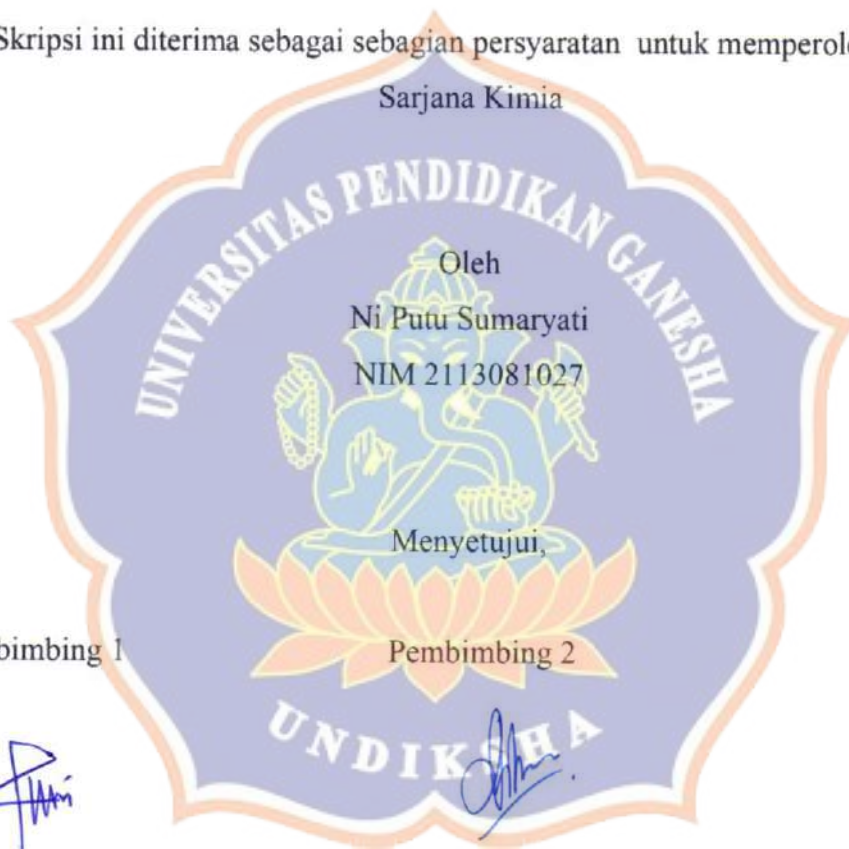 Skripsi ini diterima sebagai sebagian persyaratan untuk memperol
Sarjana Kimia
UNIVERSITAS PENDIDIKAN GANESHA
Oleh
Ni Putu Sumaryati
NIM 2113081027
Menyetujui,
bimbing 1
Pembimbing 2
UNDIKSHA